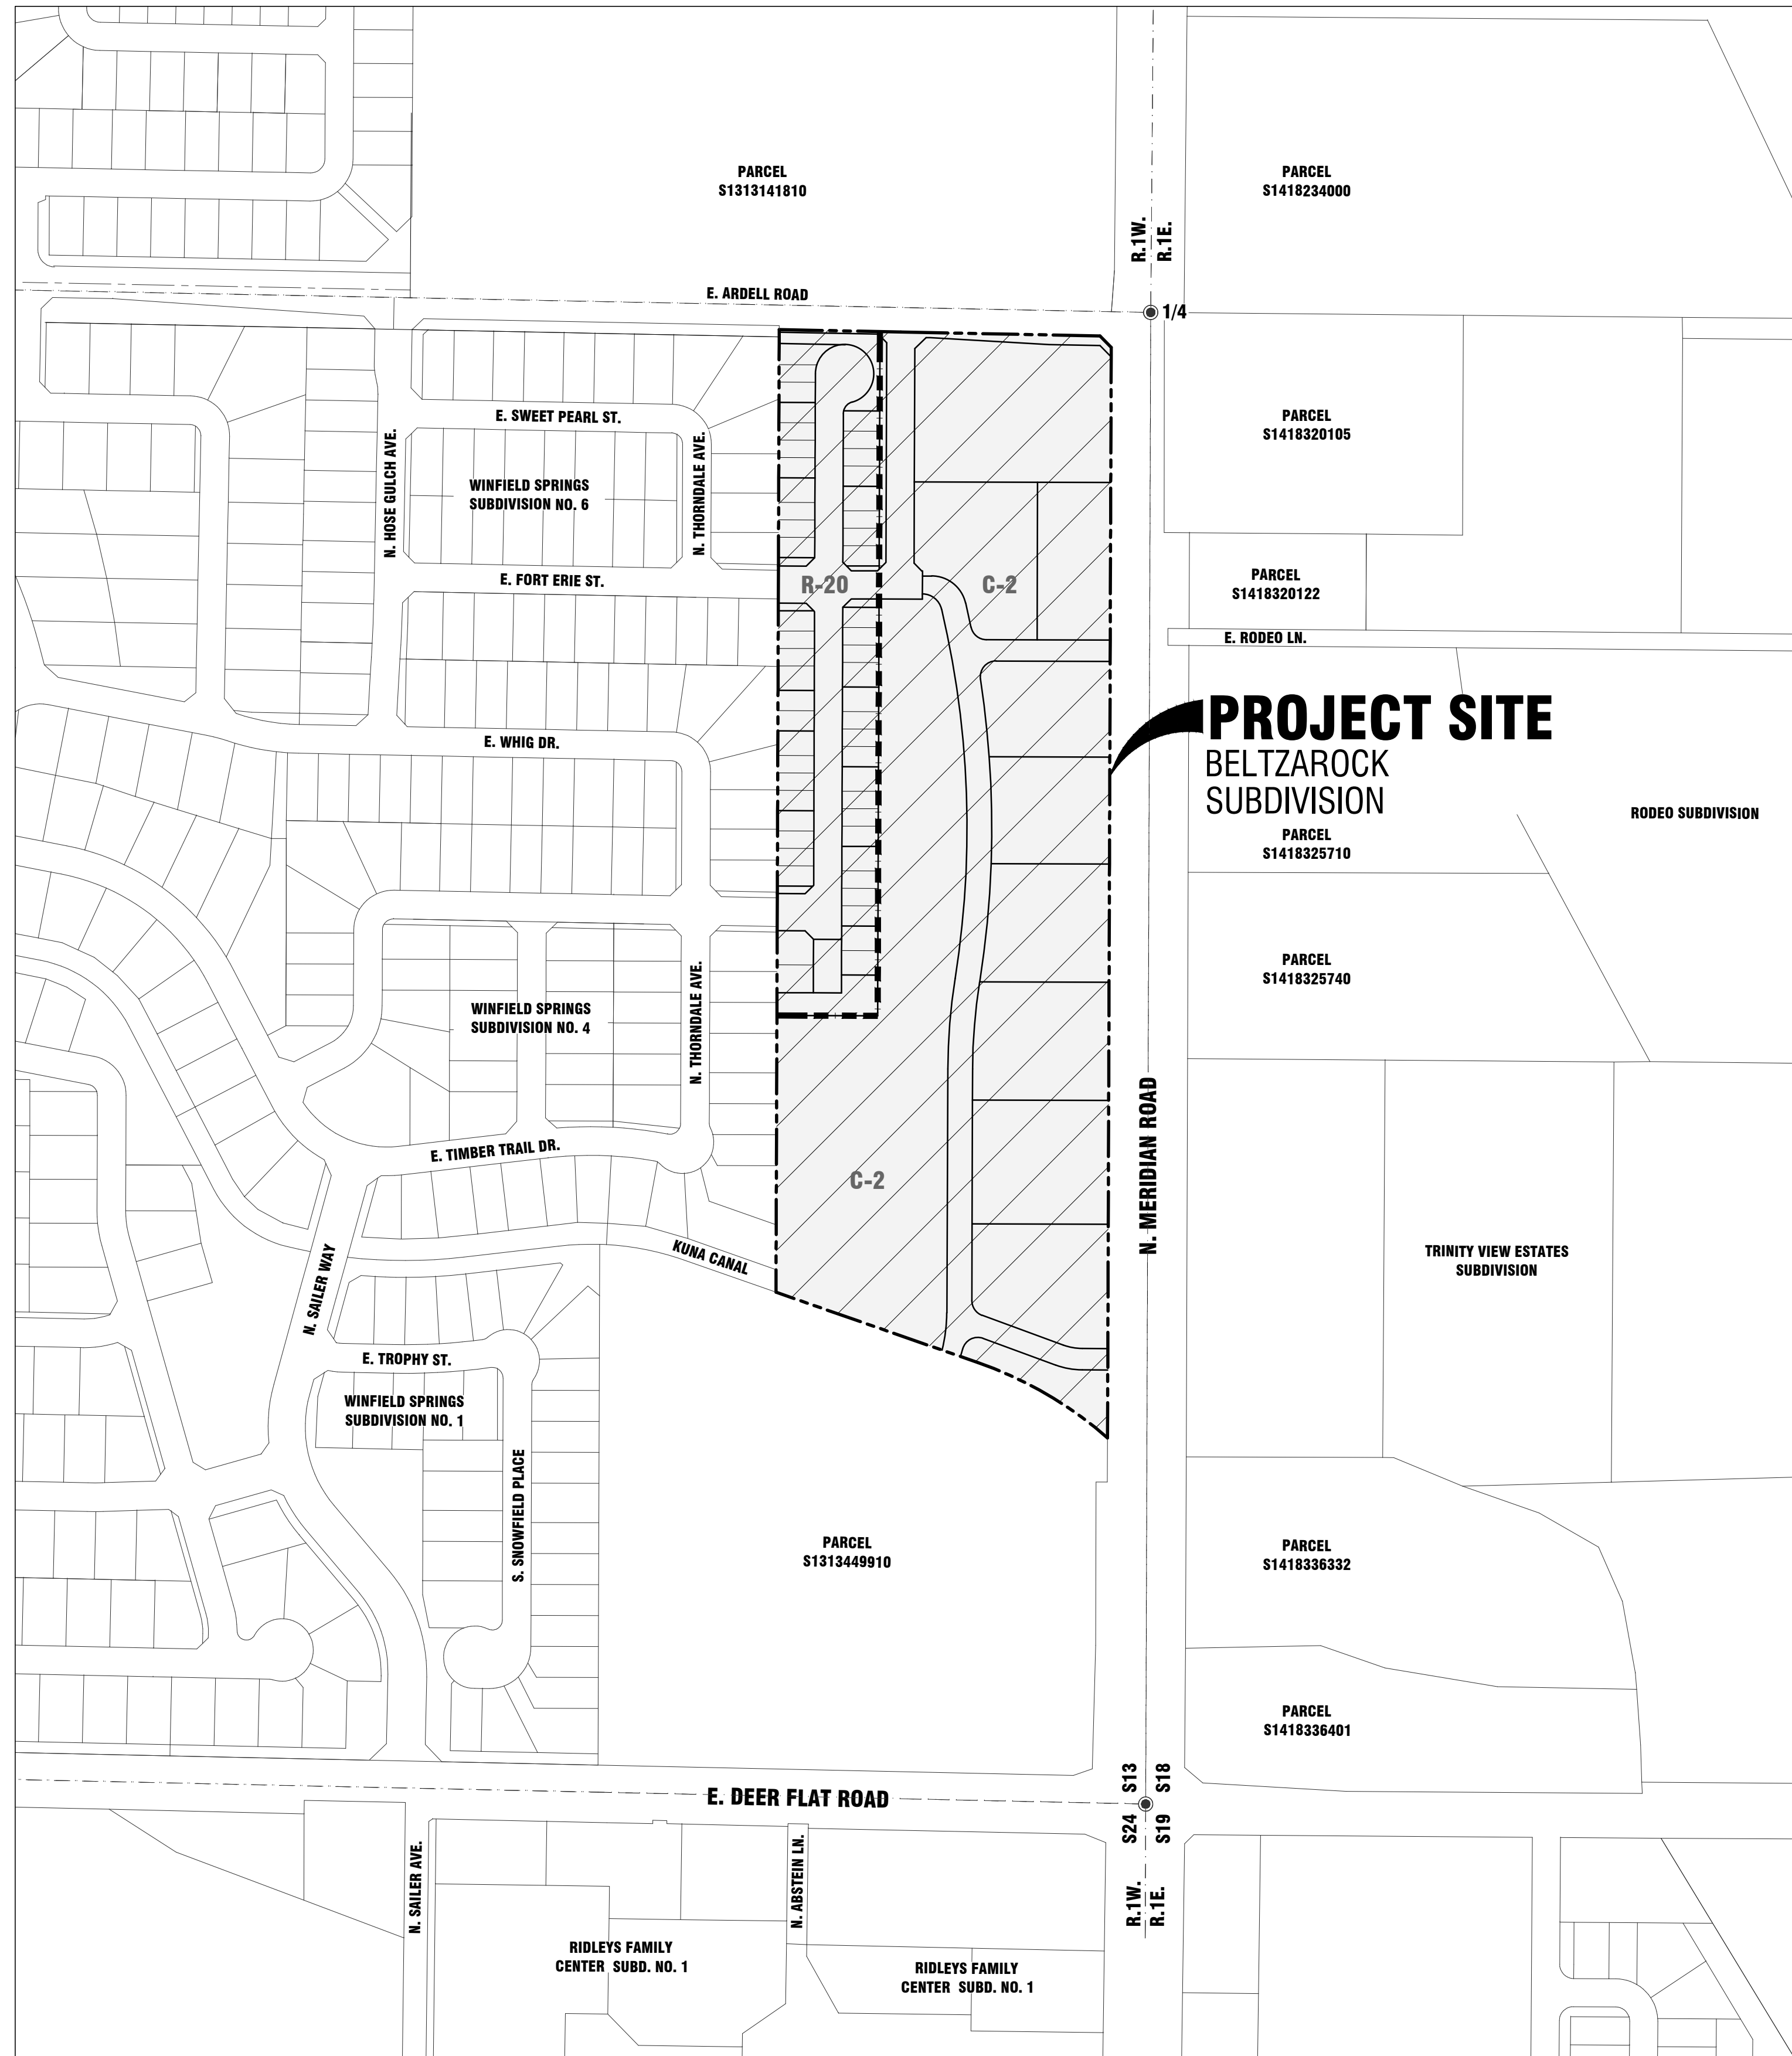 PARCEL
S1313141810
PARCEL
S1418234000
R.1W.
R.1E.
E. ARDELL ROAD
1/4
E. SWEET PEARL ST.
N. HOSE GULCH AVE.
N. THORNDALE AVE.
WINFIELD SPRINGS
SUBDIVISION NO. 6
PARCEL
S1418320105
E. FORT ERIE ST.
R-20
C-2
PARCEL
S1418320122
E. RODEO LN.
PROJECT SITE
BELTZAROCK
SUBDIVISION
E. WHIG DR.
RODEO SUBDIVISION
PARCEL
S1418325710
PARCEL
S1418325740
WINFIELD SPRINGS
SUBDIVISION NO. 4
N. THORNDALE AVE.
N. MERIDIAN ROAD
E. TIMBER TRAIL DR.
C-2
KUNA CANAL
TRINITY VIEW ESTATES
SUBDIVISION
N. SAILER WAY
E. TROPHY ST.
WINFIELD SPRINGS
SUBDIVISION NO. 1
S. SNOWFIELD PLACE
PARCEL
S1313449910
PARCEL
S1418336332
PARCEL
S1418336401
E. DEER FLAT ROAD
S13
S18
S24
S19
N. SAILER AVE.
N. ABSTEIN LN.
R.1W.
R.1E.
RIDLEYS FAMILY
CENTER SUBD. NO. 1
RIDLEYS FAMILY
CENTER SUBD. NO. 1